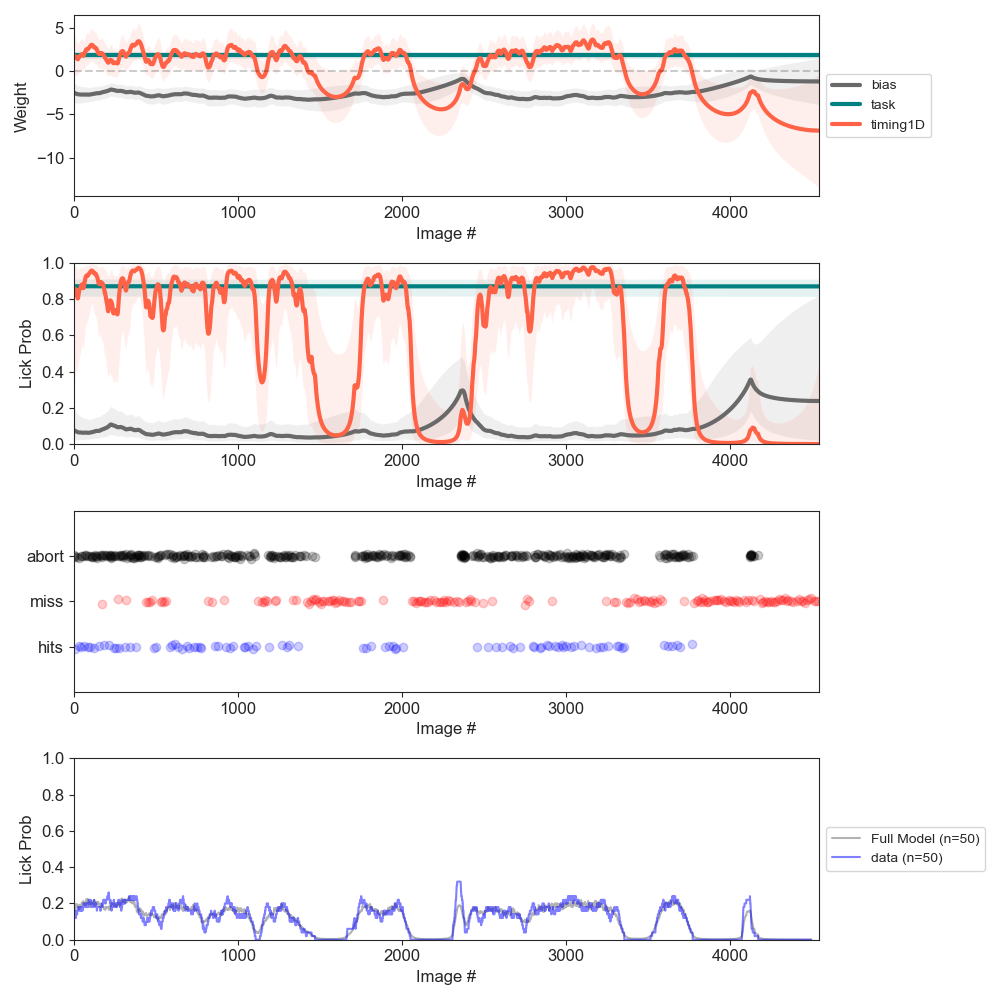 5
0
−5
−10
Weight
0 1000 2000 3000 4000
Image #
bias
task
timing1D
1.0
0.8
0.6
0.4
0.2
0.0
Lick Prob
0 1000 2000 3000 4000
Image #
abort
miss
hits
0 1000 2000 3000 4000
Image #
1.0
0.8
0.6
0.4
0.2
0.0
Lick Prob
0 1000 2000 3000 4000
Image #
Full Model (n=50)
data (n=50)